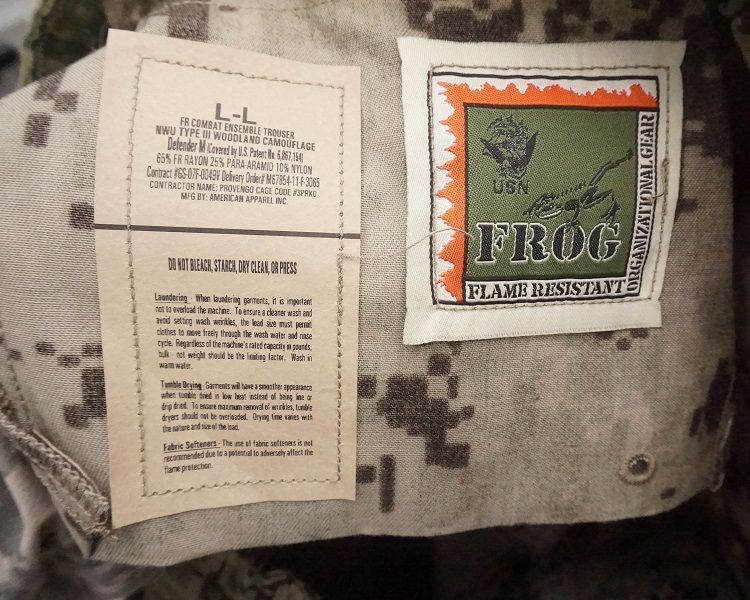 L-L
FR COMBAT ENSEMBLE TROUSER
NWU TYPE III WOODLAND CAMOUFLAGE
Defender M (Covered by U.S. Patent No. 6,867,154)
65% FR RAYON 25% PARA-ARAMID 10% NYLON
Contract #GS-07F-0049V Delivery Order# M67854-11-F-3065
CONTRACTOR NAME: PROVENGO CAGE CODE #3PRK0
MFG BY: AMERICAN APPAREL INC.
DO NOT BLEACH, STARCH, DRY CLEAN, OR PRESS
Laundering - When laundering garments, it is important
not to overload the machine. To ensure a cleaner wash and
avoid setting wash wrinkles, the load size must permit
clothes to move freely through the wash water and rinse
cycle. Regardless of the machine's rated capacity in pounds,
bulk - not weight should be the limiting factor. Wash in
warm water.
Tumble Drying - Garments will have a smoother appearance
when tumble dried in low heat instead of being line or
drip dried. To ensure maximum removal of wrinkles, tumble
dryers should not be overloaded. Drying time varies with
the nature and size of the load.
Fabric Softeners - The use of fabric softeners is not
recommended due to a potential to adversely affect the
flame protection.
USN
FROG
FLAME RESISTANT
ORGANIZATIONAL GEAR